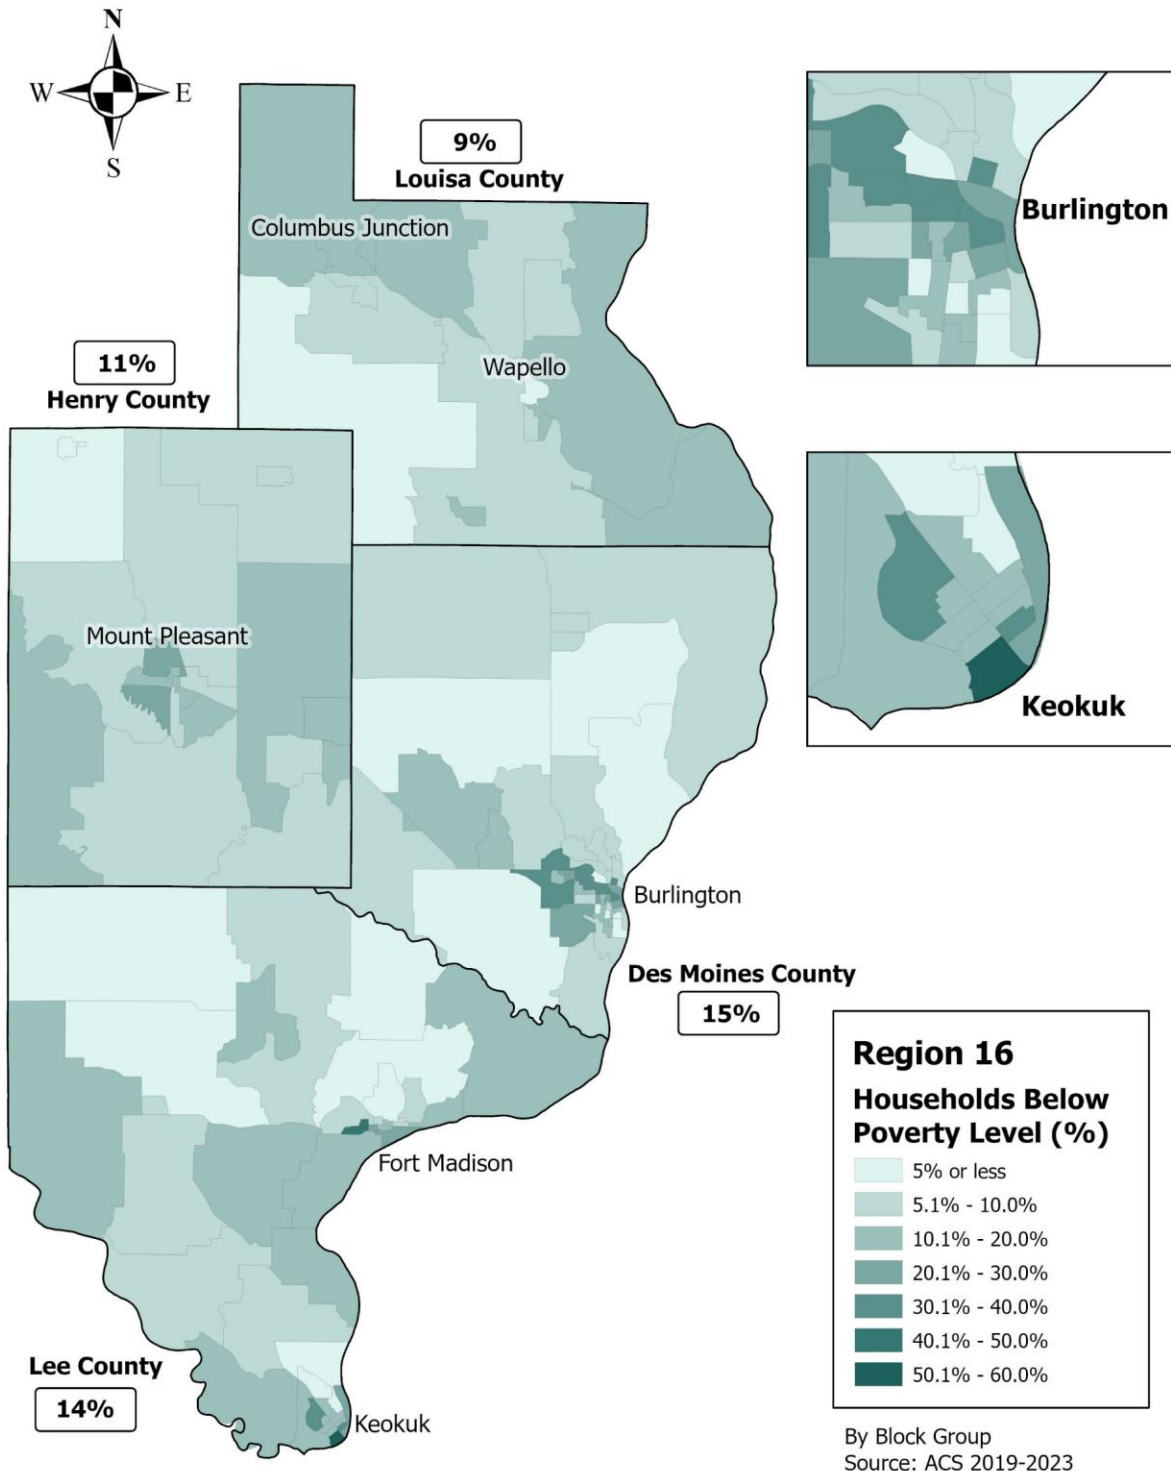 N
W E
S
9%
Louisa County
Columbus Junction
Burlington
11%
Henry County
Wapello
Mount Pleasant
Keokuk
Burlington
Des Moines County
15%
Fort Madison
Lee County
14%
Keokuk
Region 16
Households Below
Poverty Level (%)
5% or less
5.1% - 10.0%
10.1% - 20.0%
20.1% - 30.0%
30.1% - 40.0%
40.1% - 50.0%
50.1% - 60.0%
By Block Group
Source: ACS 2019-2023